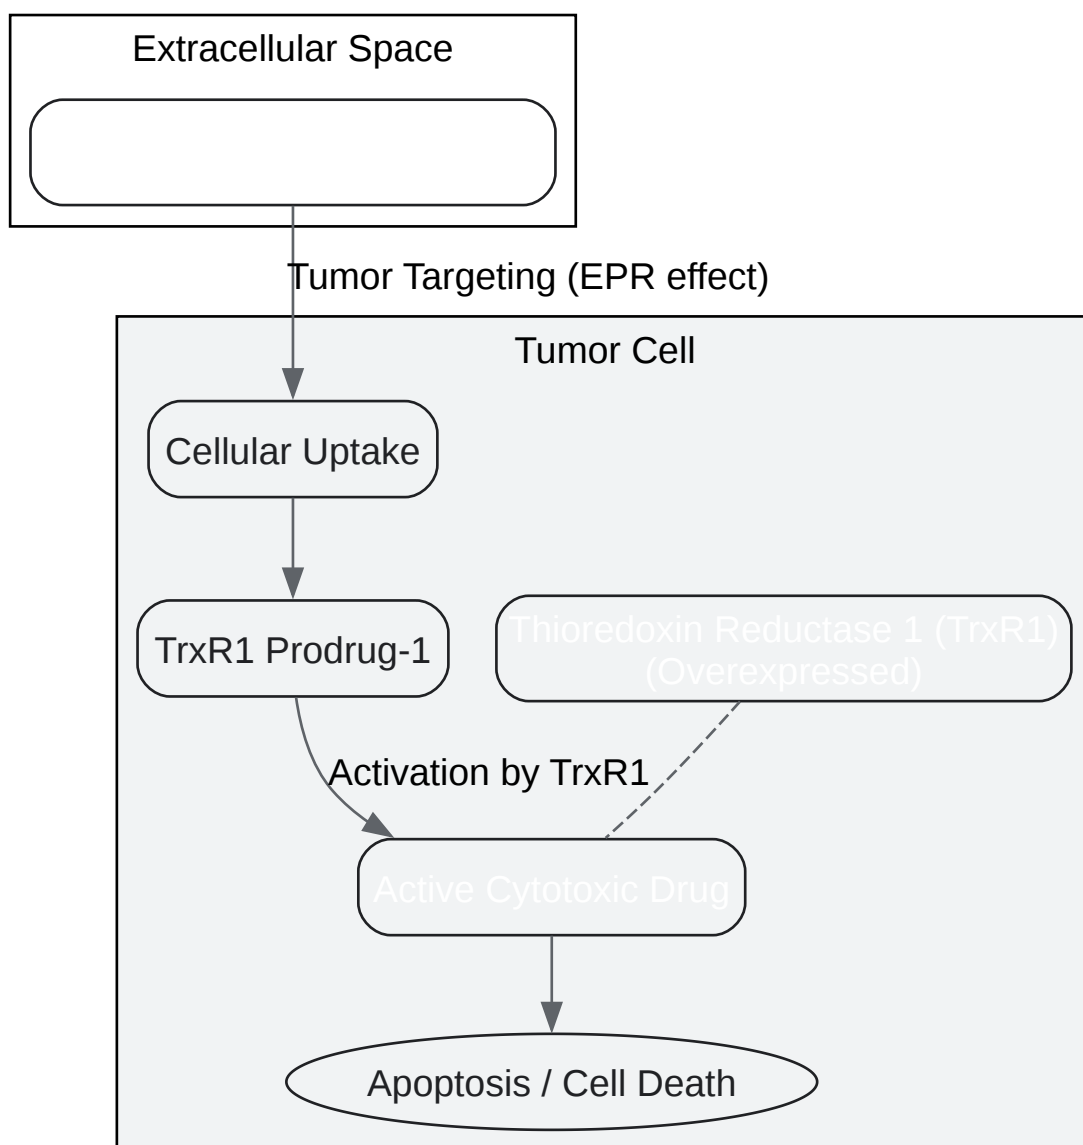 Extracellular Space
Tumor Targeting (EPR effect)
Tumor Cell
Cellular Uptake
TrxR1 Prodrug-1
Thioredoxin Reductase 1 (TrxR1)
(Overexpressed)
Activation by TrxR1
Active Cytotoxic Drug
Apoptosis / Cell Death